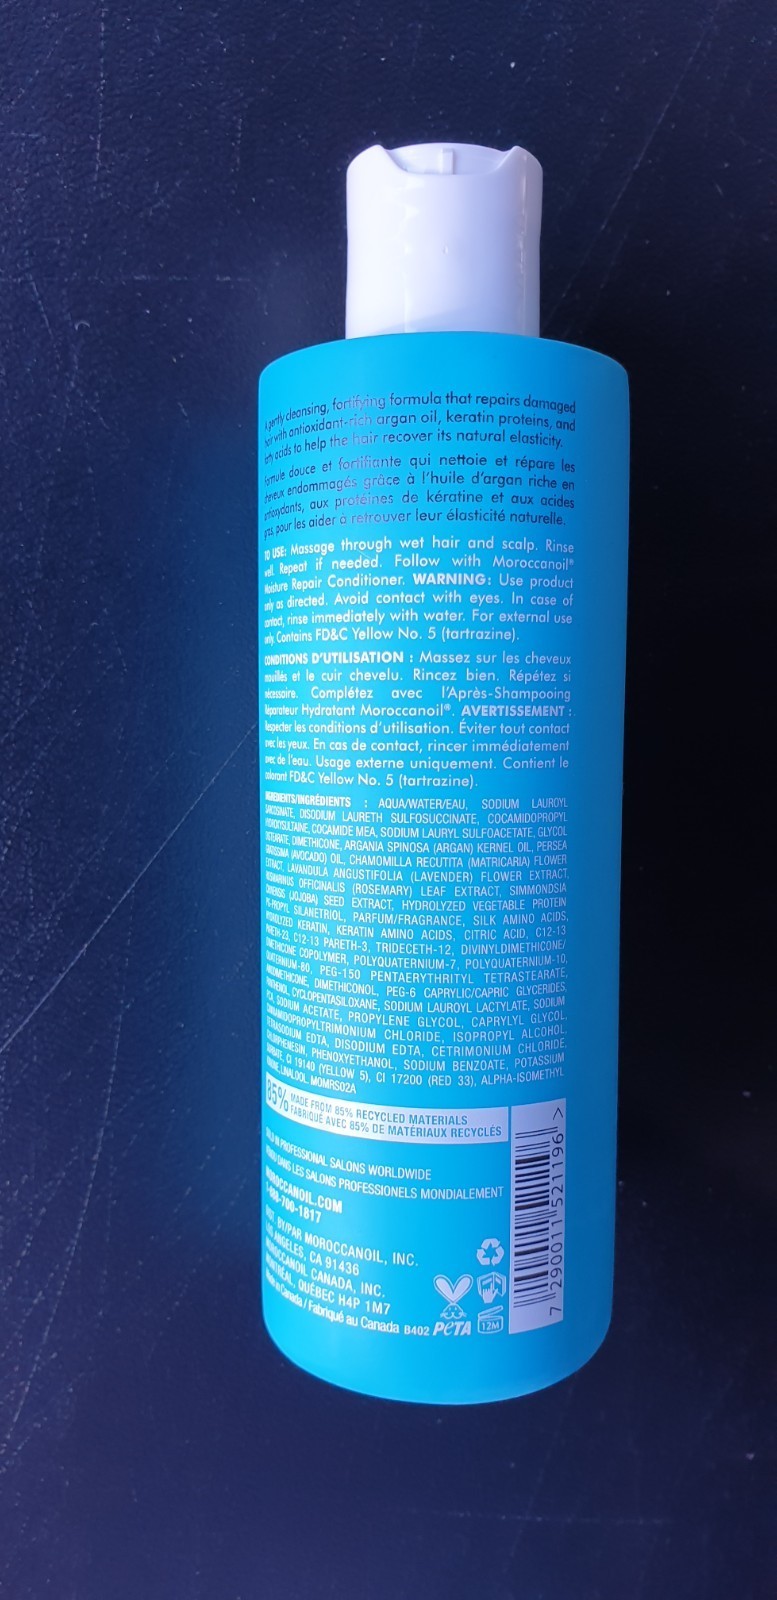 A gently cleansing, fortifying formula that repairs damaged
hair with antioxidant-rich argan oil, keratin proteins, and
fatty acids to help the hair recover its natural elasticity.
Formule douce et fortifiante qui nettoie et répare les
cheveux endommagés grâce à l'huile d'argan riche en
antioxydants, aux protéines de kératine et aux acides
gras, pour les aider à retrouver leur élasticité naturelle.
TO USE: Massage through wet hair and scalp. Rinse
well. Repeat if needed. Follow with Moroccanoil®
Moisture Repair Conditioner. WARNING: Use product
only as directed. Avoid contact with eyes. In case of
contact, rinse immediately with water. For external use
only. Contains FD&C Yellow No. 5 (tartrazine).
CONDITIONS D'UTILISATION : Massez sur les cheveux
mouillés et le cuir chevelu. Rincez bien. Répétez si
nécessaire. Complétez avec l'Après-Shampooing
Réparateur Hydratant Moroccanoil®. AVERTISSEMENT :
Respecter les conditions d'utilisation. Éviter tout contact
avec les yeux. En cas de contact, rincer immédiatement
avec de l'eau. Usage externe uniquement. Contient le
colorant FD&C Yellow No. 5 (tartrazine).
INGREDIENTS/INGRÉDIENTS : AQUA/WATER/EAU, SODIUM LAUROYL
SARCOSINATE, DISODIUM LAURETH SULFOSUCCINATE, COCAMIDOPROPYL
HYDROXYSULTAINE, COCAMIDE MEA, SODIUM LAURYL SULFOACETATE, GLYCOL
DISTEARATE, DIMETHICONE, ARGANIA SPINOSA (ARGAN) KERNEL OIL, PERSEA
GRATISSIMA (AVOCADO) OIL, CHAMOMILLA RECUTITA (MATRICARIA) FLOWER
EXTRACT, LAVANDULA ANGUSTIFOLIA (LAVENDER) FLOWER EXTRACT,
ROSMARINUS OFFICINALIS (ROSEMARY) LEAF EXTRACT, SIMMONDSIA
CHINENSIS (JOJOBA) SEED EXTRACT, HYDROLYZED VEGETABLE PROTEIN
PG-PROPYL SILANETRIOL, PARFUM/FRAGRANCE, SILK AMINO ACIDS,
HYDROLYZED KERATIN, KERATIN AMINO ACIDS, CITRIC ACID, C12-13
PARETH-23, C12-13 PARETH-3, TRIDECETH-12, DIVINYLDIMETHICONE/
DIMETHICONE COPOLYMER, POLYQUATERNIUM-7, POLYQUATERNIUM-10,
QUATERNIUM-80, PEG-150 PENTAERYTHRITYL TETRASTEARATE,
AMODIMETHICONE, DIMETHICONOL, PEG-6 CAPRYLIC/CAPRIC GLYCERIDES,
PANTHENOL, CYCLOPENTASILOXANE, SODIUM LAUROYL LACTYLATE, SODIUM
PCA, SODIUM ACETATE, PROPYLENE GLYCOL, CAPRYLYL GLYCOL,
CINNAMIDOPROPYLTRIMONIUM CHLORIDE, ISOPROPYL ALCOHOL,
TETRASODIUM EDTA, DISODIUM EDTA, CETRIMONIUM CHLORIDE,
CHLORPHENESIN, PHENOXYETHANOL, SODIUM BENZOATE, POTASSIUM
SORBATE, CI 19140 (YELLOW 5), CI 17200 (RED 33), ALPHA-ISOMETHYL
IONONE, LINALOOL. MOMRS02A
85% MADE FROM 85% RECYCLED MATERIALS
FABRIQUÉ AVEC 85% DE MATÉRIAUX RECYCLÉS
SOLD IN PROFESSIONAL SALONS WORLDWIDE
VENDU DANS LES SALONS PROFESSIONELS MONDIALEMENT
MOROCCANOIL.COM
1-888-700-1817
DIST. BY/PAR MOROCCANOIL, INC.
LOS ANGELES, CA 91436
MOROCCANOIL CANADA, INC.
MONTRÉAL, QUÉBEC H4P 1M7
Made in Canada / Fabriqué au Canada B402 PETA 12M
7 290011 521196 >